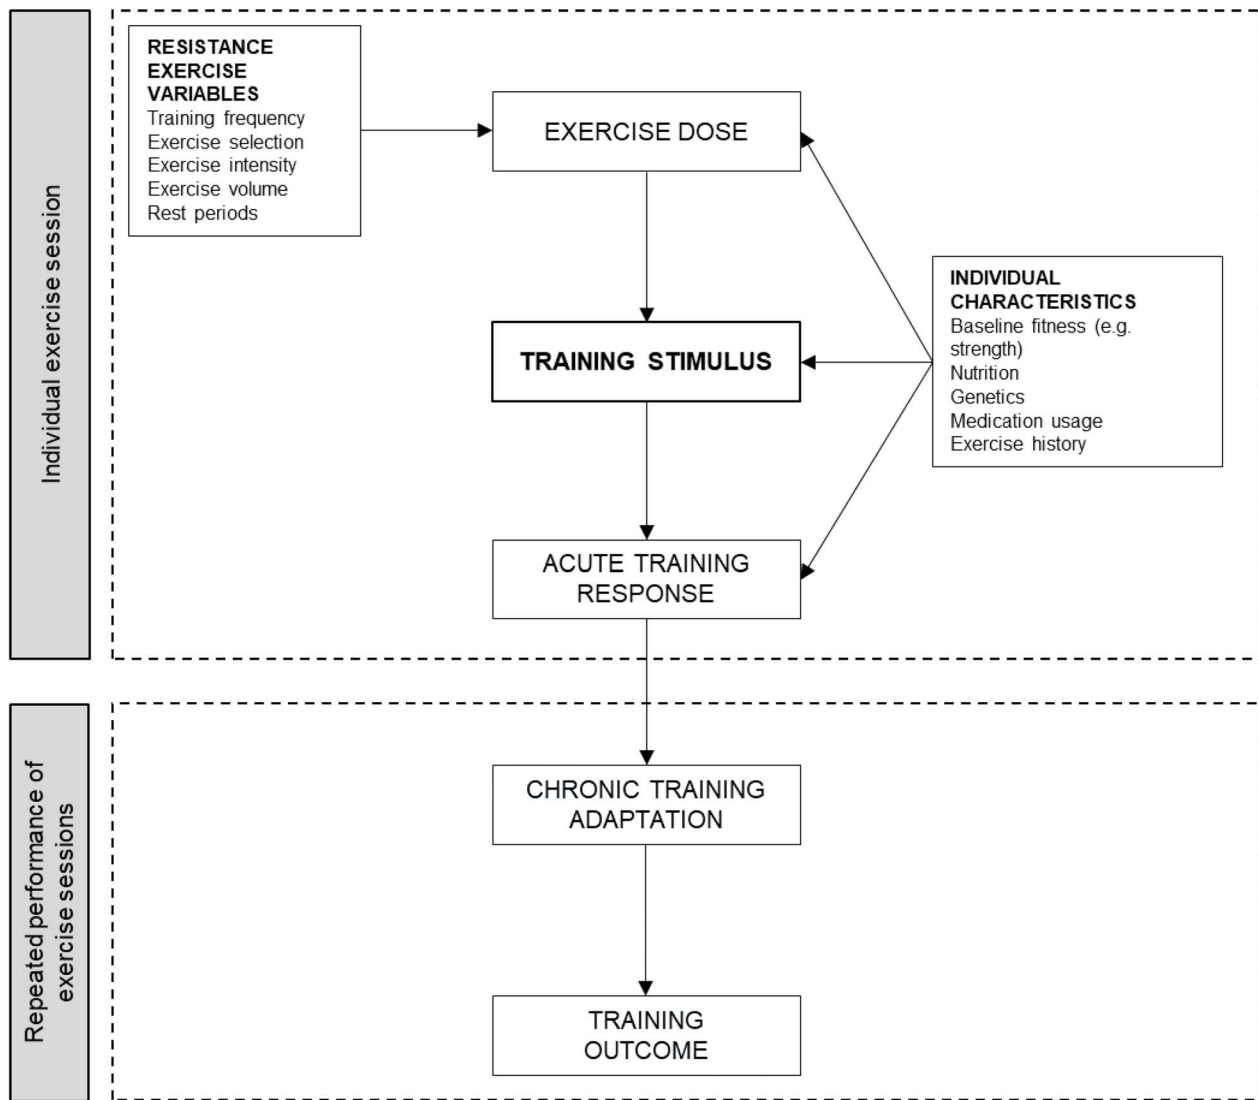 Individual exercise session
RESISTANCE
EXERCISE
VARIABLES
Training frequency
Exercise selection
Exercise intensity
Exercise volume
Rest periods
EXERCISE DOSE
INDIVIDUAL
CHARACTERISTICS
Baseline fitness (e.g.
strength)
Nutrition
Genetics
Medication usage
Exercise history
TRAINING STIMULUS
ACUTE TRAINING
RESPONSE
Repeated performance of
exercise sessions
CHRONIC TRAINING
ADAPTATION
TRAINING
OUTCOME